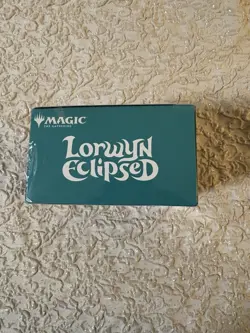 MAGIC
THE GATHERING
LORWYN
ECLIPSED